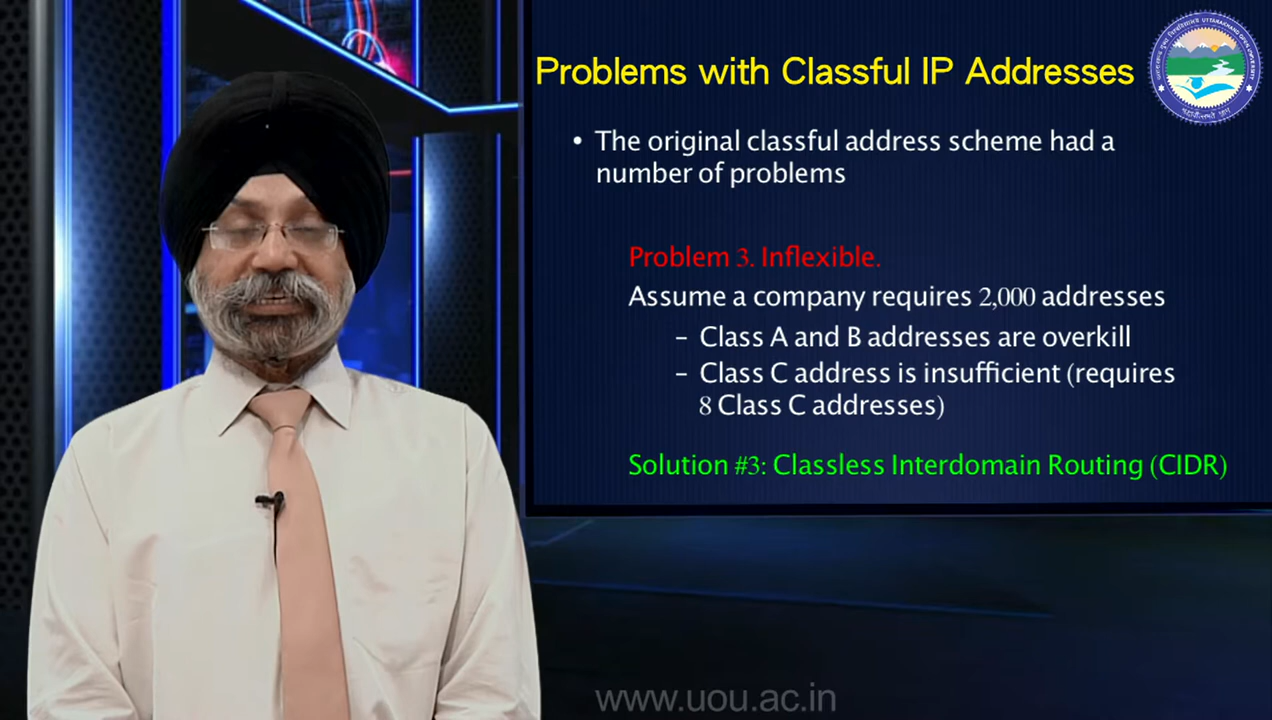 Problems with Classful IP Addresses
• The original classful address scheme had a
number of problems
Problem 3. Inflexible.
Assume a company requires 2,000 addresses
– Class A and B addresses are overkill
– Class C address is insufficient (requires
8 Class C addresses)
Solution #3: Classless Interdomain Routing (CIDR)
www.uou.ac.in